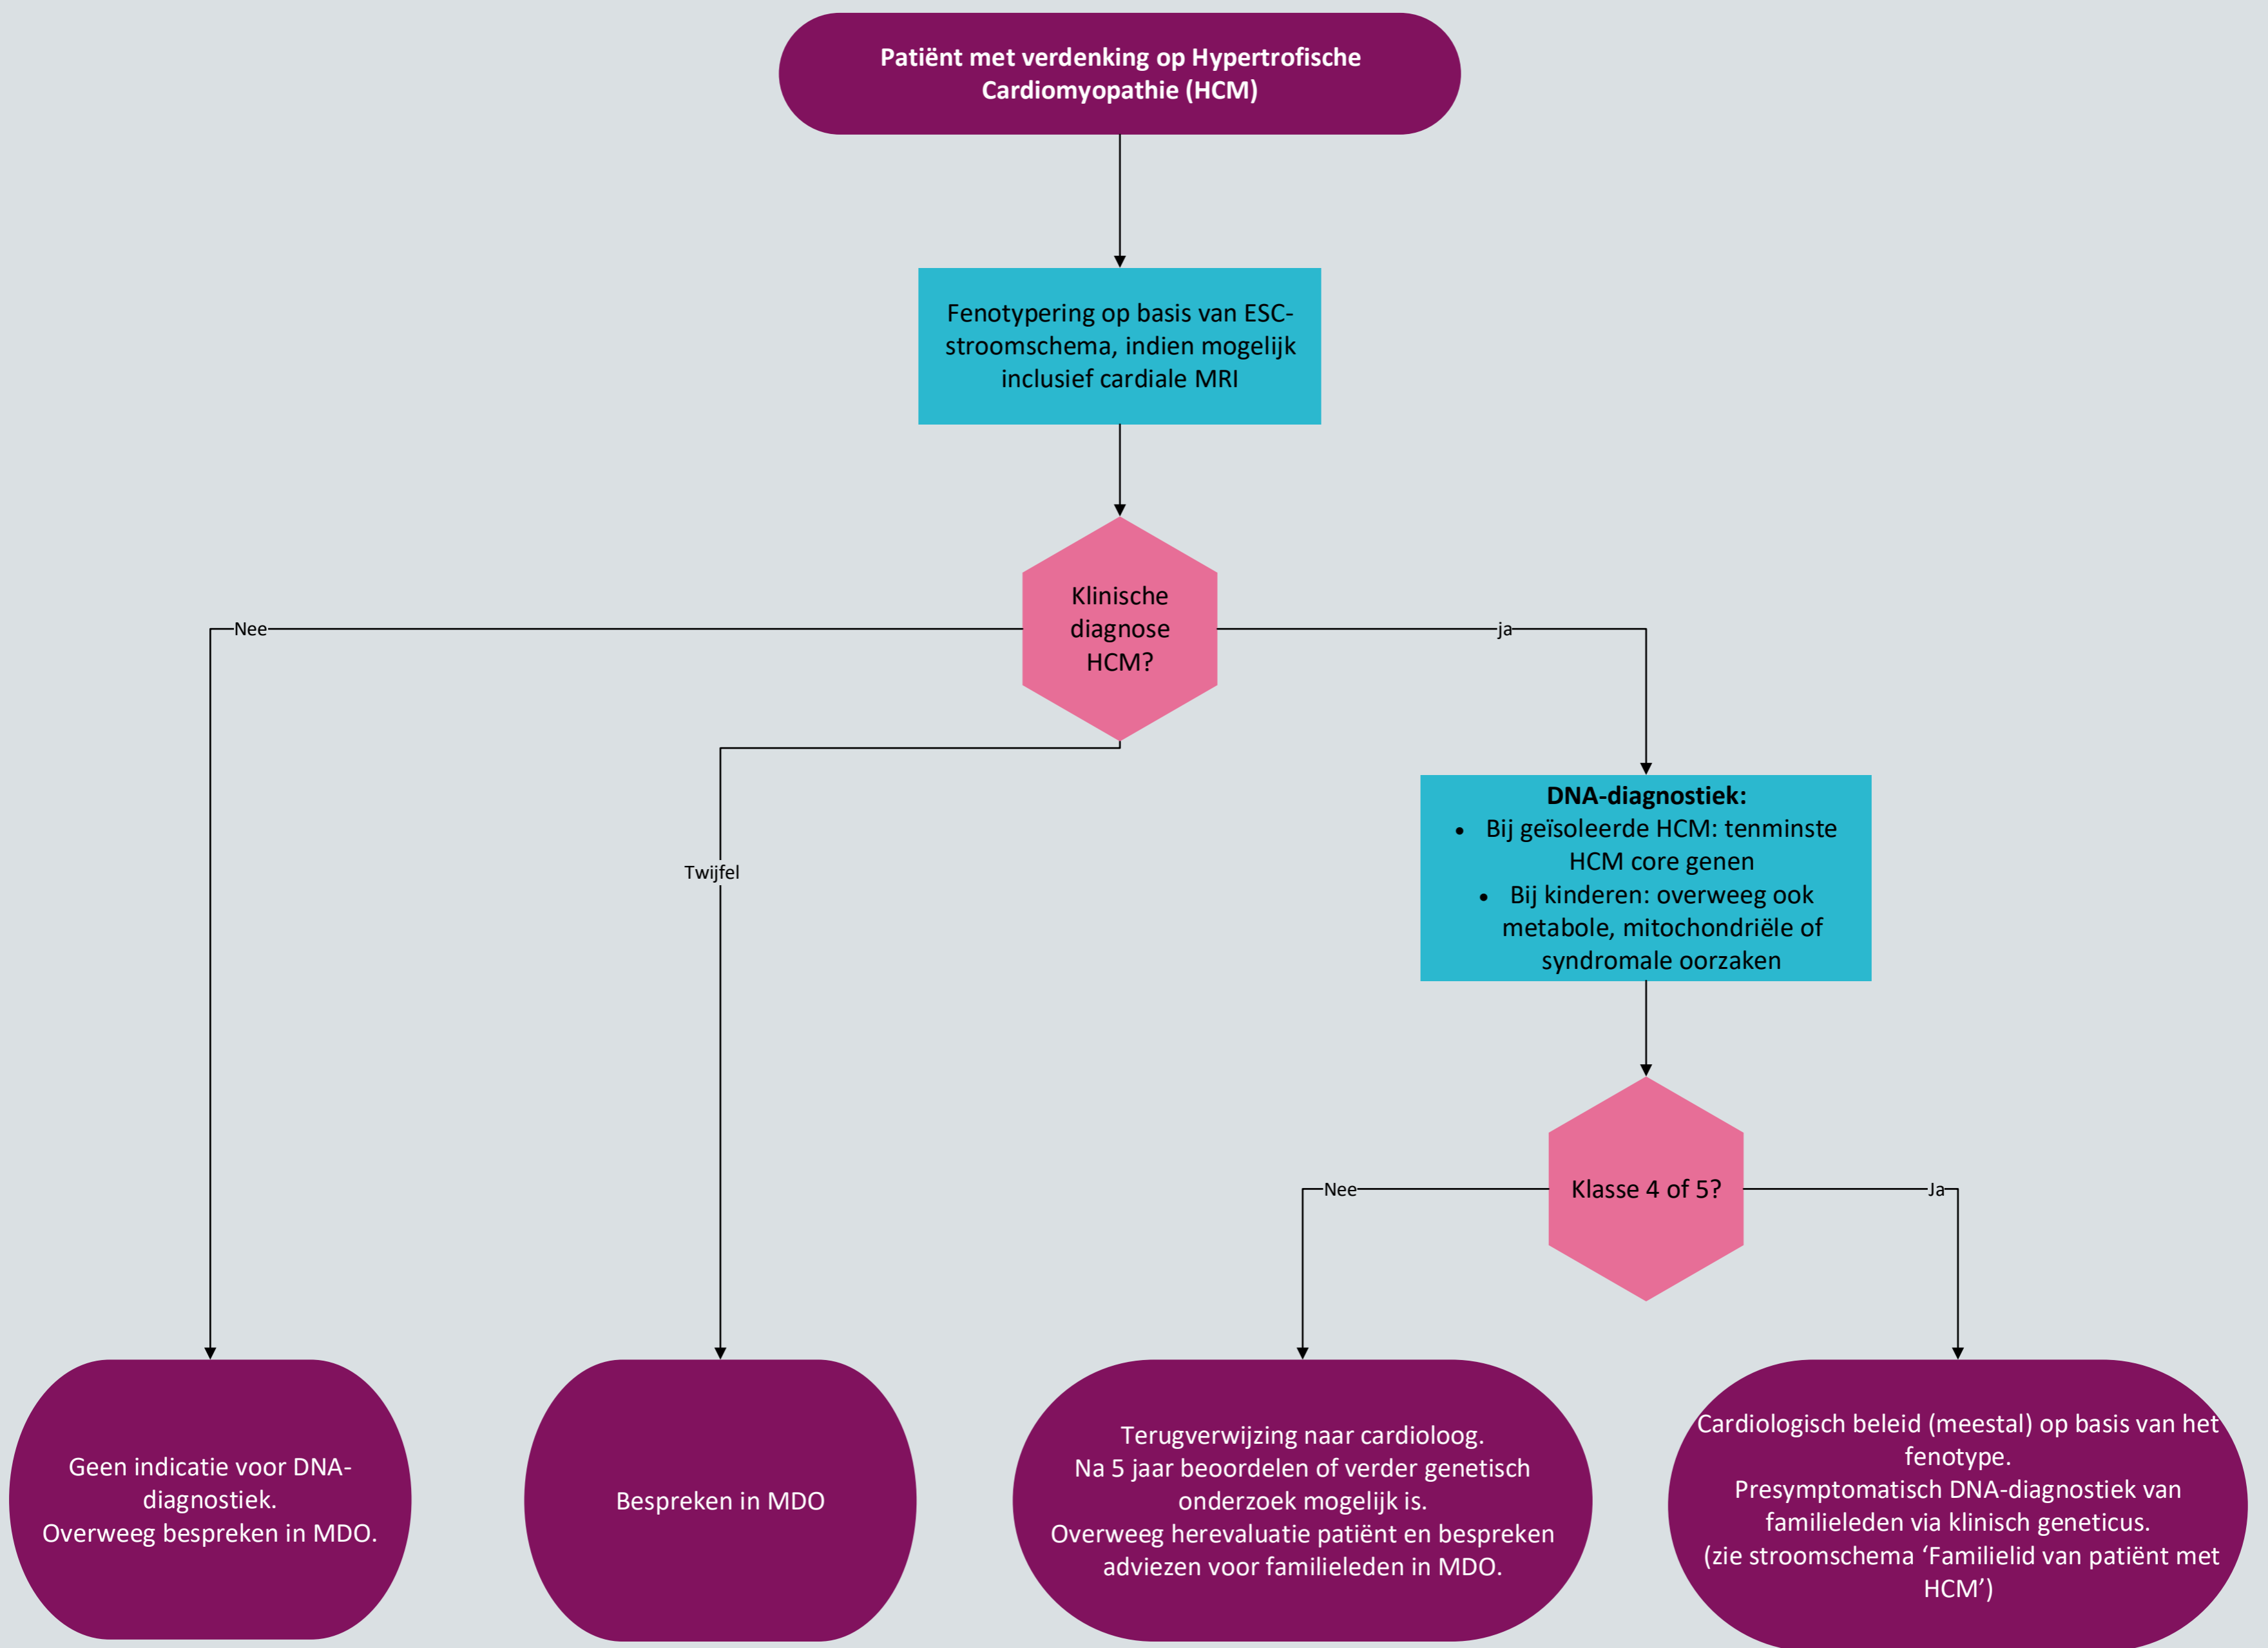 Patiënt met verdenking op Hypertrofische
Cardiomyopathie (HCM)
Fenotypering op basis van ESC-
stroomschema, indien mogelijk
inclusief cardiale MRI
Klinische
diagnose
HCM?
Nee
ja
Twijfel
DNA-diagnostiek:
• Bij geïsoleerde HCM: tenminste
HCM core genen
• Bij kinderen: overweeg ook
metabole, mitochondriële of
syndromale oorzaken
Klasse 4 of 5?
Nee
Ja
Geen indicatie voor DNA-
diagnostiek.
Overweeg bespreken in MDO.
Bespreken in MDO
Terugverwijzing naar cardioloog.
Na 5 jaar beoordelen of verder genetisch
onderzoek mogelijk is.
Overweeg herevaluatie patiënt en bespreken
adviezen voor familieleden in MDO.
Cardiologisch beleid (meestal) op basis van het
fenotype.
Presymptomatisch DNA-diagnostiek van
familieleden via klinisch geneticus.
(zie stroomschema ‘Familielid van patiënt met
HCM’)